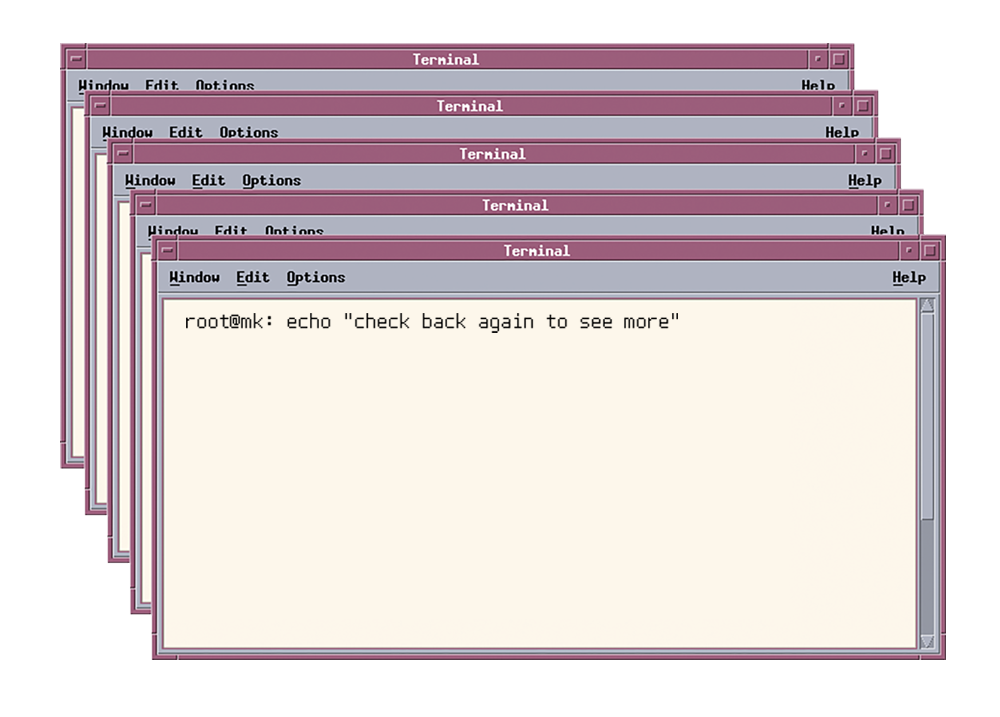 Terminal
Window Edit Options Help
Terminal
Window Edit Options Help
Terminal
Window Edit Options Help
Terminal
Window Edit Options Help
Terminal
Window Edit Options Help
root@mk: echo "check back again to see more"